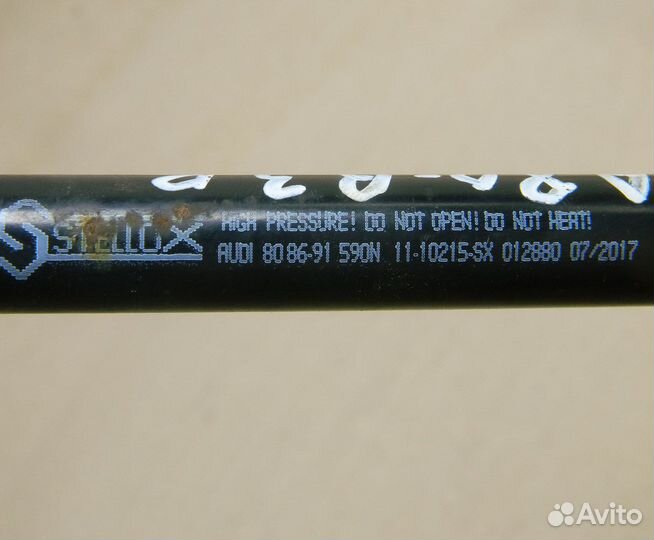 STELLOX
HIGH PRESSURE! DO NOT OPEN! DO NOT HEAT!
AUDI 80 86-91 590N 11-10215-SX 012880 07/2017
Avito